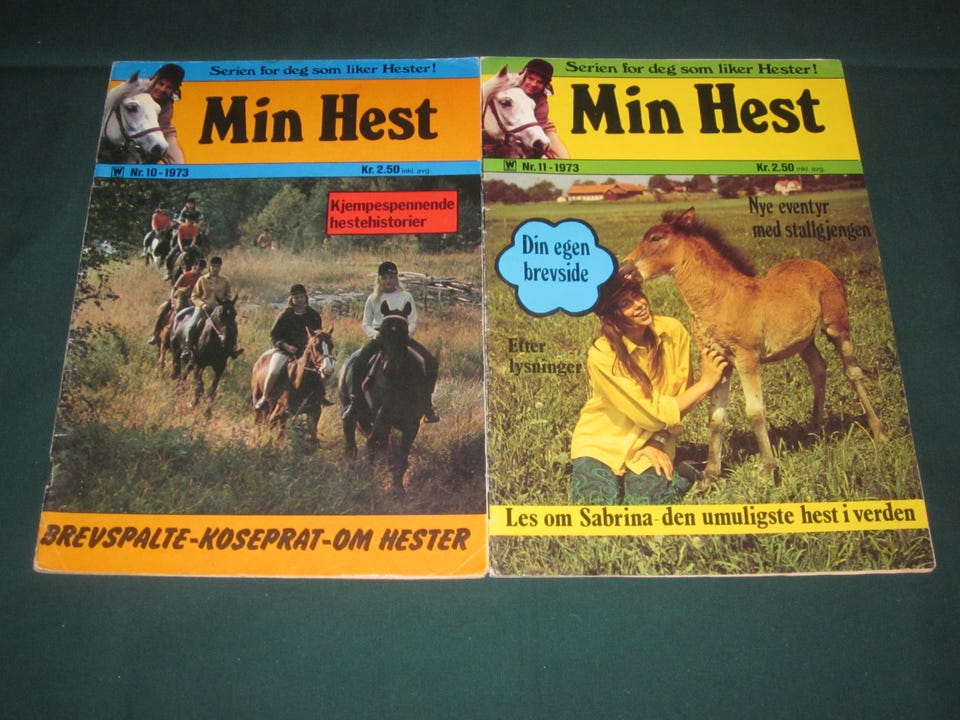 Serien for deg som liker Hester!
Min Hest
W Nr. 10 - 1973 Kr. 2.50 inkl. avg.
Kjempespennende
hestehistorier
BREVSPALTE-KOSEPRAT-OM HESTER
Serien for deg som liker Hester!
Min Hest
W Nr. 11 - 1973 Kr. 2.50 inkl. avg.
Nye eventyr
med stallgjengen
Din egen
brevside
Etter
lysninger
Les om Sabrina-den umuligste hest i verden